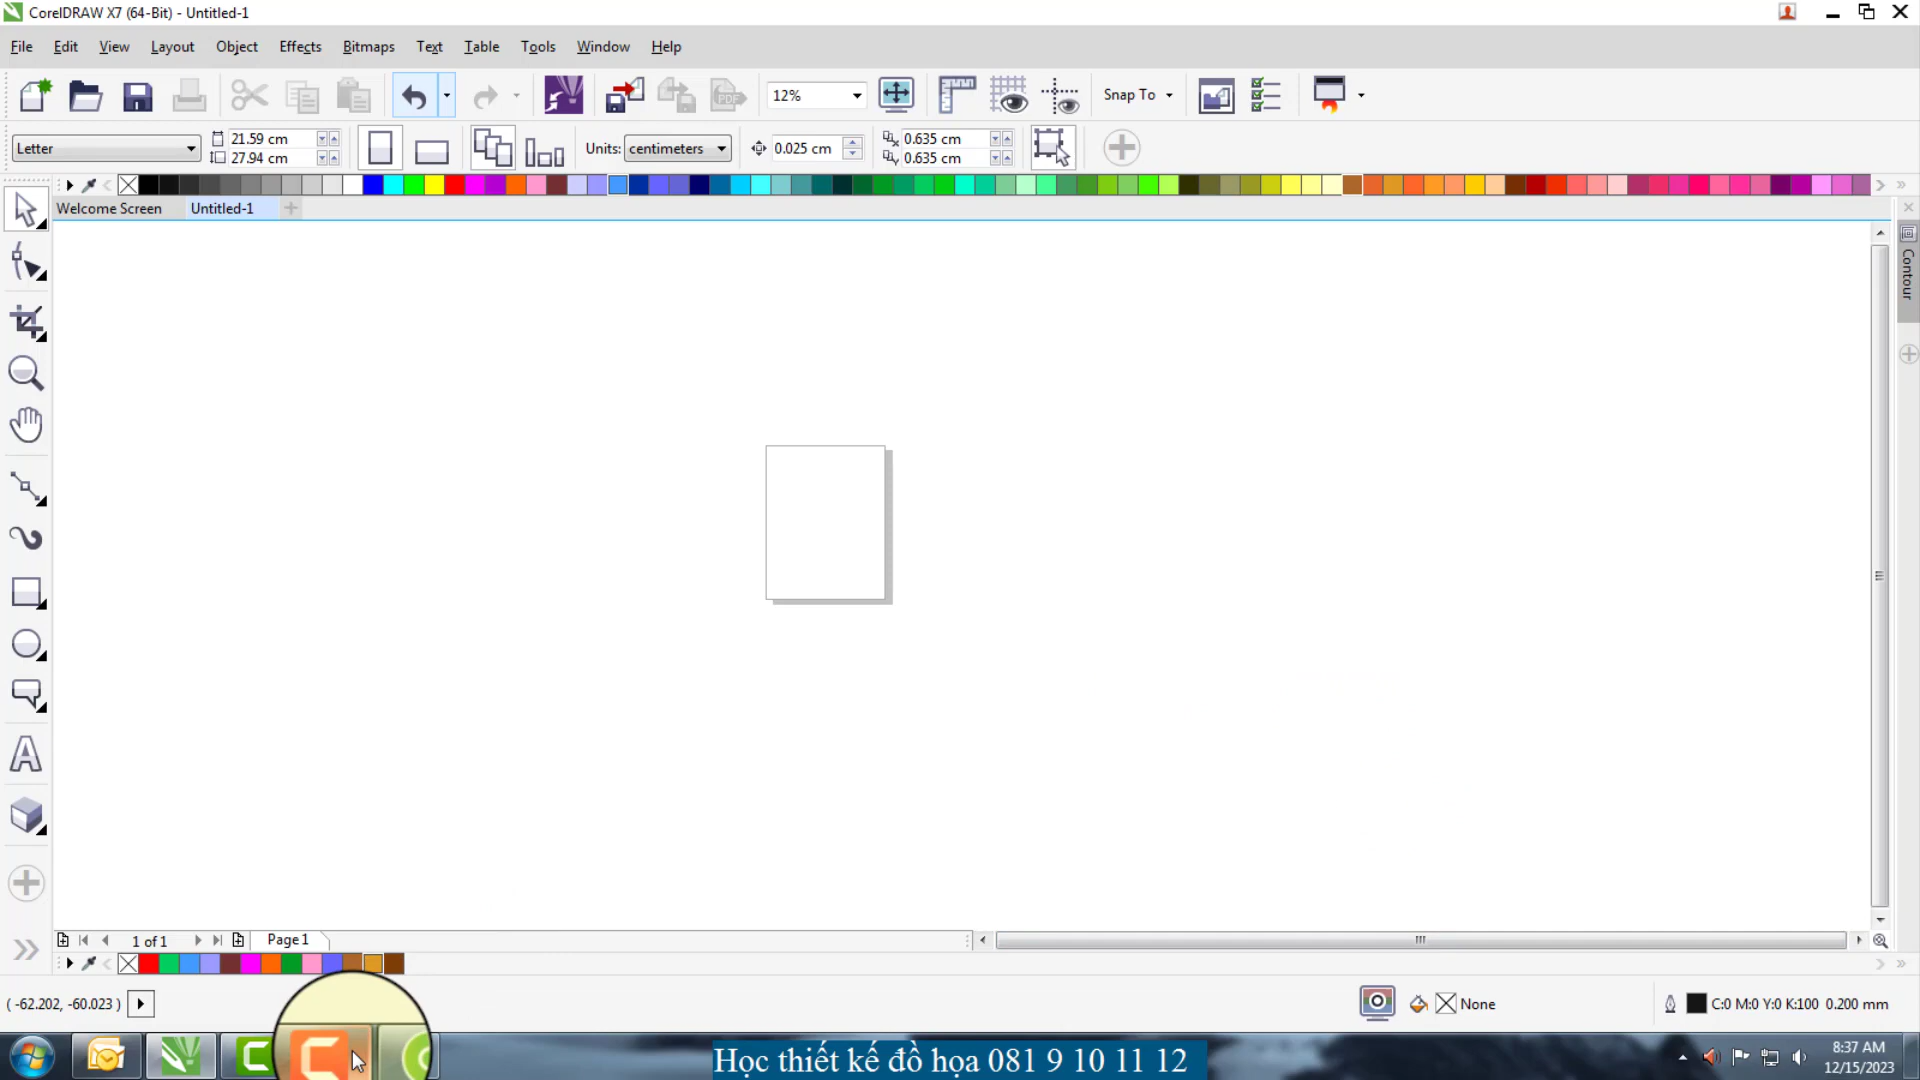 CorelDRAW X7 (64-Bit) - Untitled-1
File Edit View Layout Object Effects Bitmaps Text Table Tools Window Help
PDF 12% Snap To
Letter 21.59 cm 27.94 cm Units: centimeters 0.025 cm 0.635 cm 0.635 cm
Welcome Screen Untitled-1
Contour
1 of 1 Page 1
( -62.202, -60.023 ) None C:0 M:0 Y:0 K:100 0.200 mm
Học thiết kế đồ họa 081 9 10 11 12
8:37 AM
12/15/2023